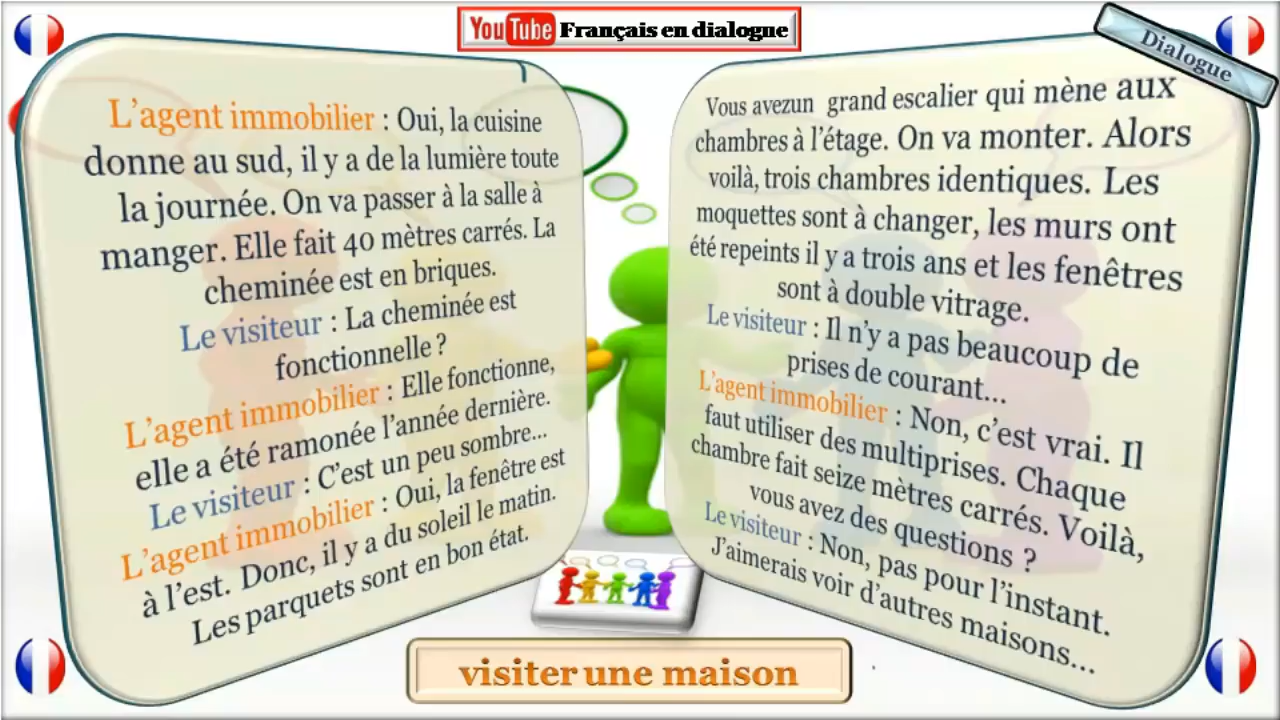 YouTube Français en dialogue
Dialogue
L'agent immobilier : Oui, la cuisine
donne au sud, il y a de la lumière toute
la journée. On va passer à la salle à
manger. Elle fait 40 mètres carrés. La
cheminée est en briques.
Le visiteur : La cheminée est
fonctionnelle ?
L'agent immobilier : Elle fonctionne,
elle a été ramonée l'année dernière.
Le visiteur : C'est un peu sombre...
L'agent immobilier : Oui, la fenêtre est
à l'est. Donc, il y a du soleil le matin.
Les parquets sont en bon état.
Vous avezun grand escalier qui mène aux
chambres à l'étage. On va monter. Alors
voilà, trois chambres identiques. Les
moquettes sont à changer, les murs ont
été repeints il y a trois ans et les fenêtres
sont à double vitrage.
Le visiteur : Il n'y a pas beaucoup de
prises de courant...
L'agent immobilier : Non, c'est vrai. Il
faut utiliser des multiprises. Chaque
chambre fait seize mètres carrés. Voilà,
vous avez des questions ?
Le visiteur : Non, pas pour l'instant.
J'aimerais voir d'autres maisons...
visiter une maison